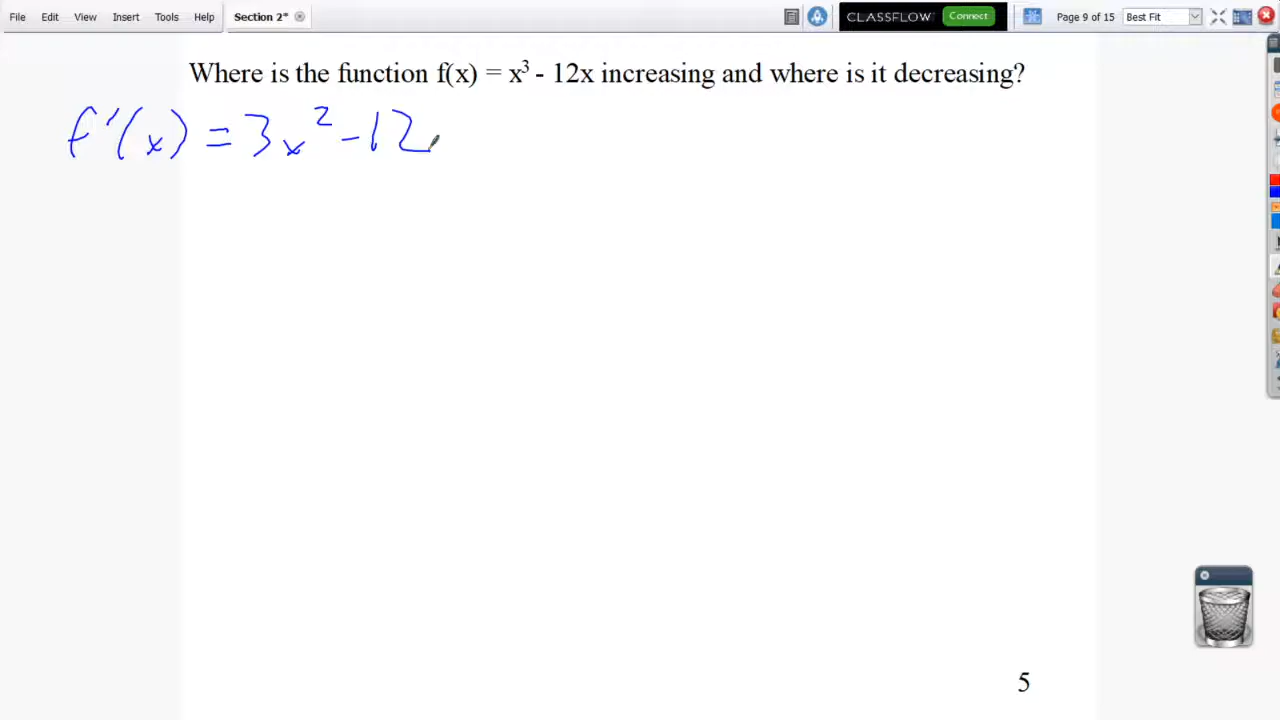 File Edit View Insert Tools Help Section 2* CLASSFLOW Connect Page 9 of 15 Best Fit
Where is the function f(x) = x³ - 12x increasing and where is it decreasing?
f'(x) = 3x² - 12
5